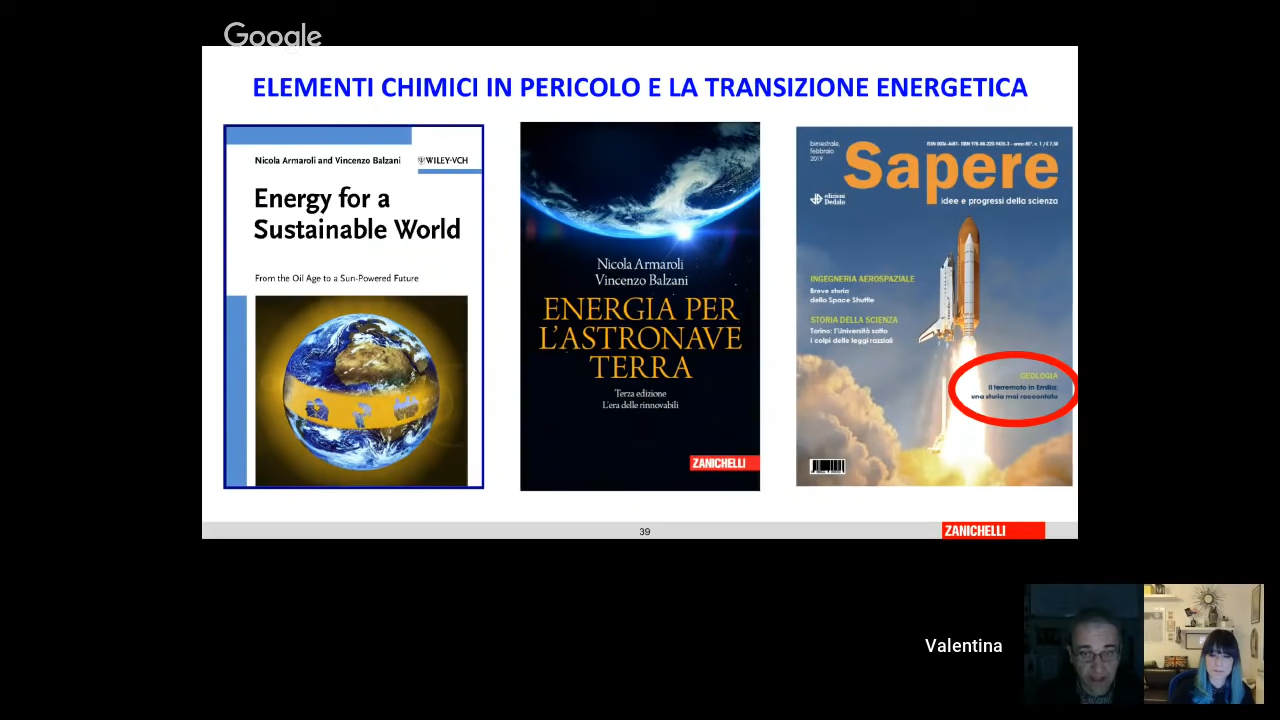 Google
ELEMENTI CHIMICI IN PERICOLO E LA TRANSIZIONE ENERGETICA
Nicola Armaroli and Vincenzo Balzani
WILEY-VCH
Energy for a
Sustainable World
From the Oil Age to a Sun-Powered Future
Nicola Armaroli
Vincenzo Balzani
ENERGIA PER
L'ASTRONAVE
TERRA
Terza edizione
L'era delle rinnovabili
ZANICHELLI
bimestrale,
febbraio
2019
Sapere
edizioni
Dedalo
idee e progressi della scienza
INGEGNERIA AEROSPAZIALE
Breve storia
dello Space Shuttle
STORIA DELLA SCIENZA
Torino: l'Università sotto
i colpi delle leggi razziali
GEOLOGIA
Il terremoto in Emilia:
una storia mai raccontata
39
ZANICHELLI
Valentina